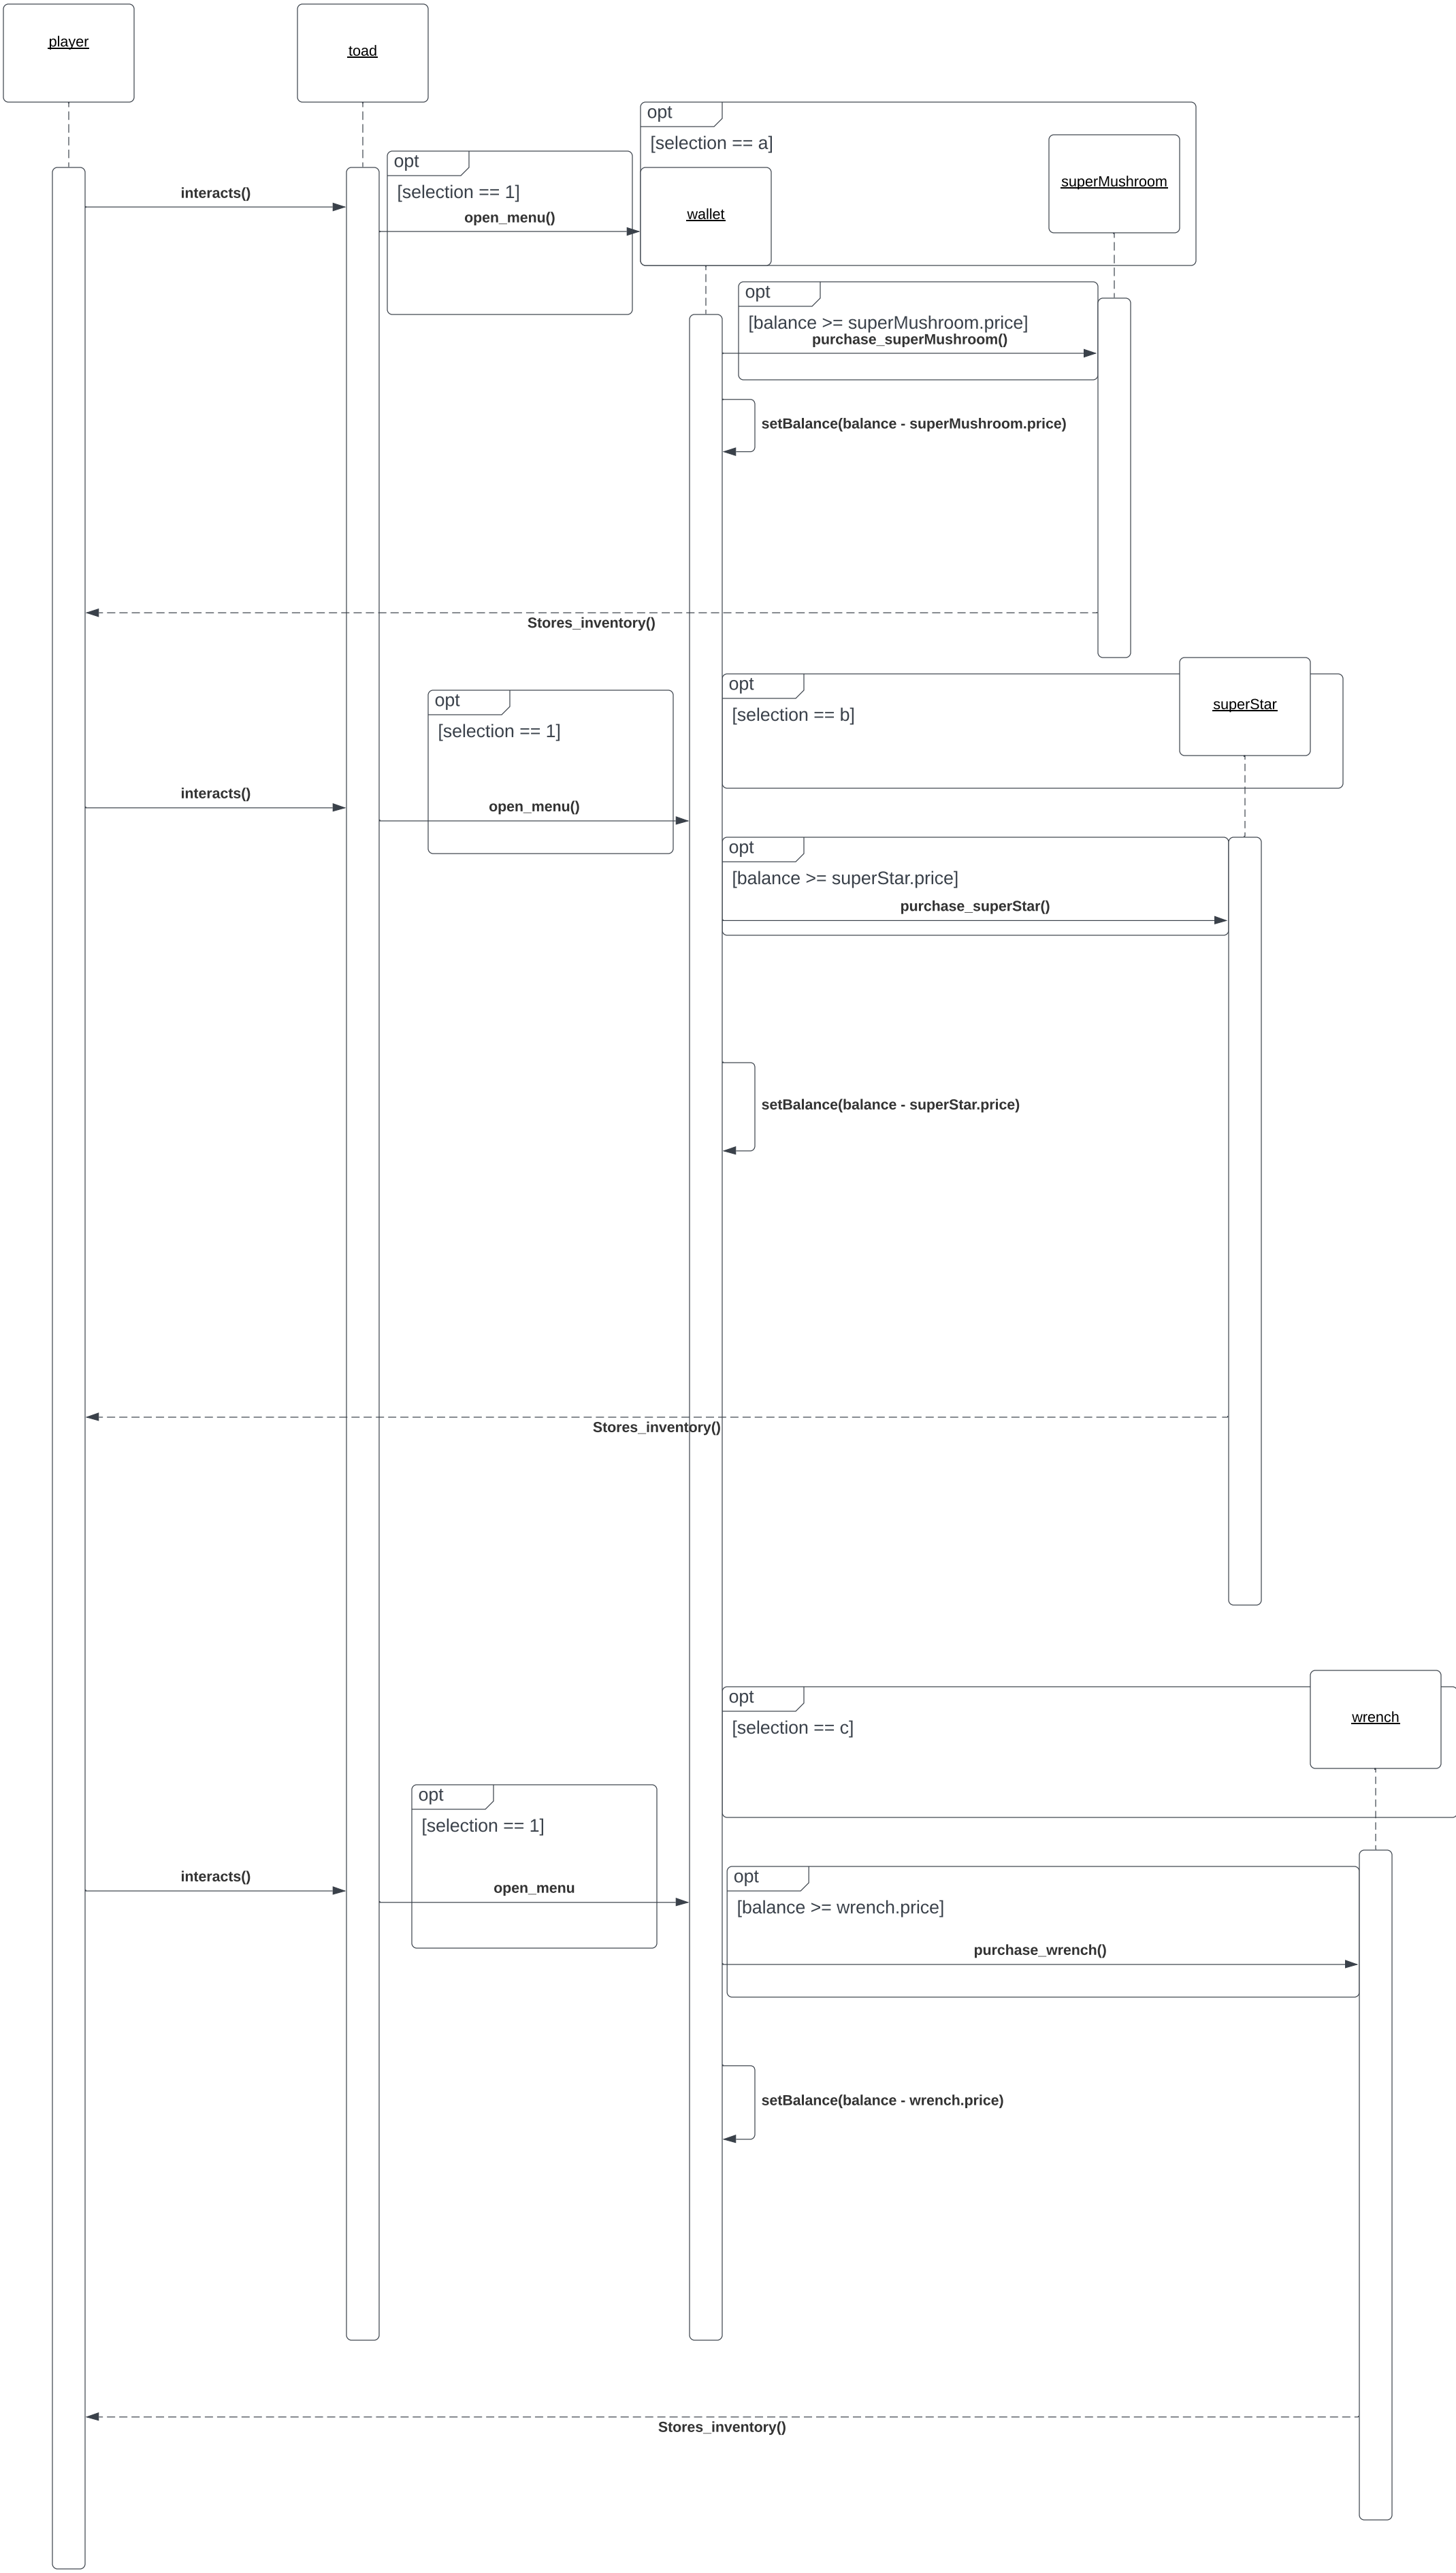 player
toad
opt
[selection == a]
opt
[selection == 1]
superMushroom
interacts()
open_menu()
wallet
opt
[balance >= superMushroom.price]
purchase_superMushroom()
setBalance(balance - superMushroom.price)
Stores_inventory()
opt
[selection == b]
superStar
opt
[selection == 1]
interacts()
open_menu()
opt
[balance >= superStar.price]
purchase_superStar()
setBalance(balance - superStar.price)
Stores_inventory()
opt
[selection == c]
wrench
opt
[selection == 1]
interacts()
open_menu
opt
[balance >= wrench.price]
purchase_wrench()
setBalance(balance - wrench.price)
Stores_inventory()